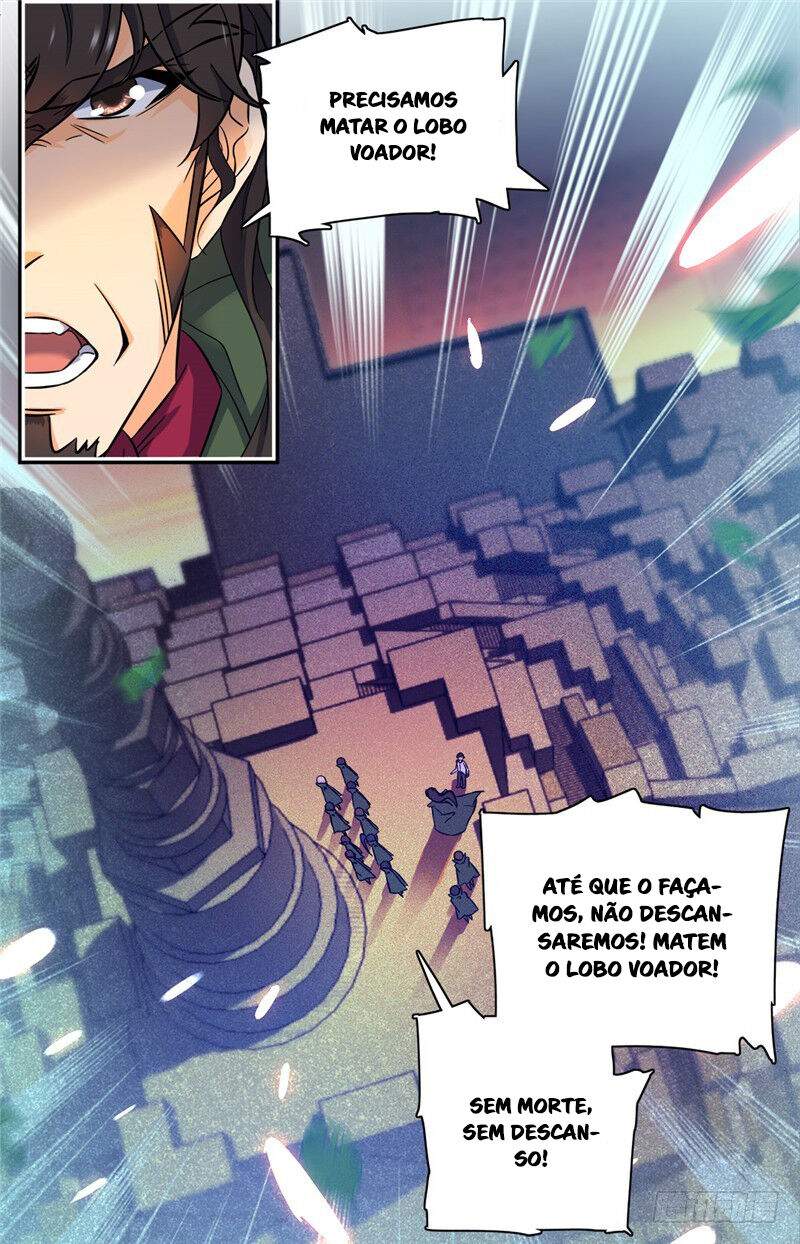 PRECISAMOS
MATAR O LOBO
VOADOR!
ATÉ QUE O FAÇA-
MOS, NÃO DESCAN-
SAREMOS! MATEM
O LOBO VOADOR!
SEM MORTE,
SEM DESCAN-
SO!